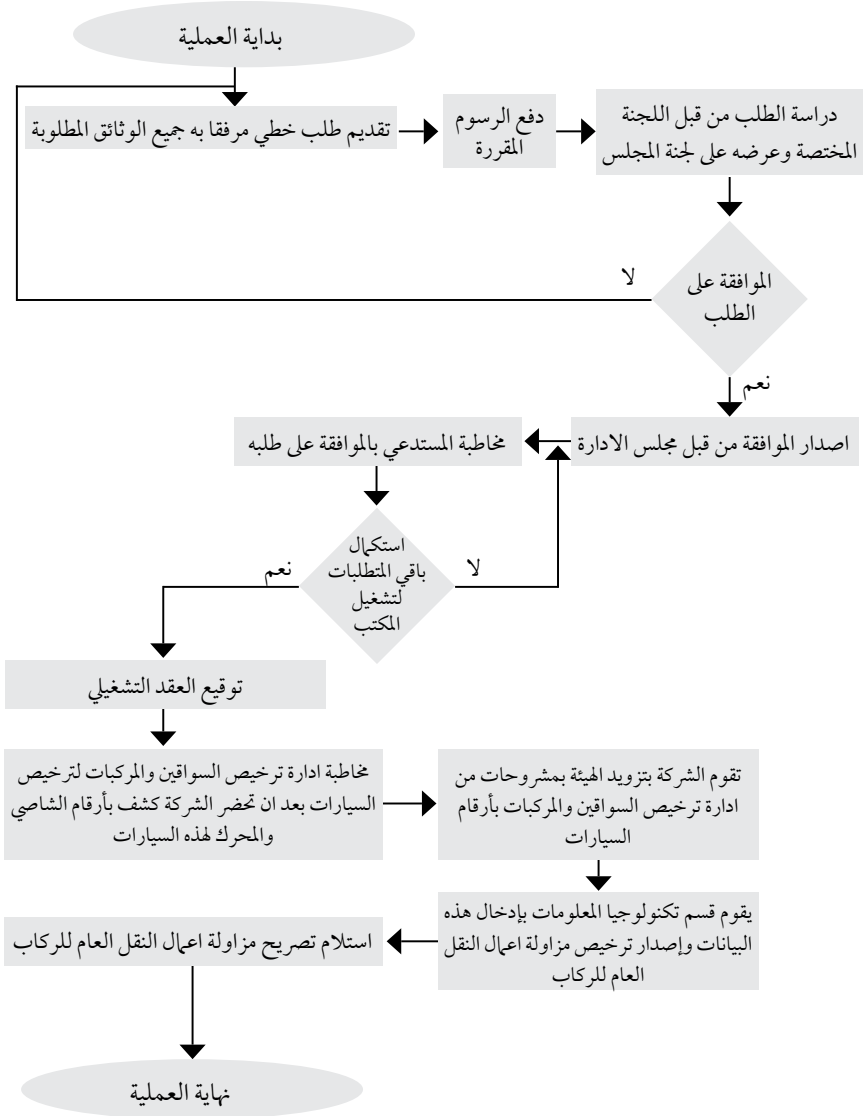 بداية العملية
تقديم طلب خطي مرفقا به جميع الوثائق المطلوبة
دفع الرسوم
المقررة
دراسة الطلب من قبل اللجنة
المختصة وعرضه على لجنة المجلس
الموافقة على
الطلب
لا
نعم
اصدار الموافقة من قبل مجلس الادارة
مخاطبة المستدعي بالموافقة على طلبه
استكمال
باقي المتطلبات
لتشغيل
المكتب
لا
نعم
توقيع العقد التشغيلي
مخاطبة ادارة ترخيص السواقين والمركبات لترخيص
السيارات بعد ان تحضر الشركة كشف بأرقام الشاصي
والمحرك لهذه السيارات
تقوم الشركة بتزويد الهيئة بمشروحات من
ادارة ترخيص السواقين والمركبات بأرقام
السيارات
يقوم قسم تكنولوجيا المعلومات بإدخال هذه
البيانات وإصدار ترخيص مزاولة اعمال النقل
العام للركاب
استلام تصريح مزاولة اعمال النقل العام للركاب
نهاية العملية